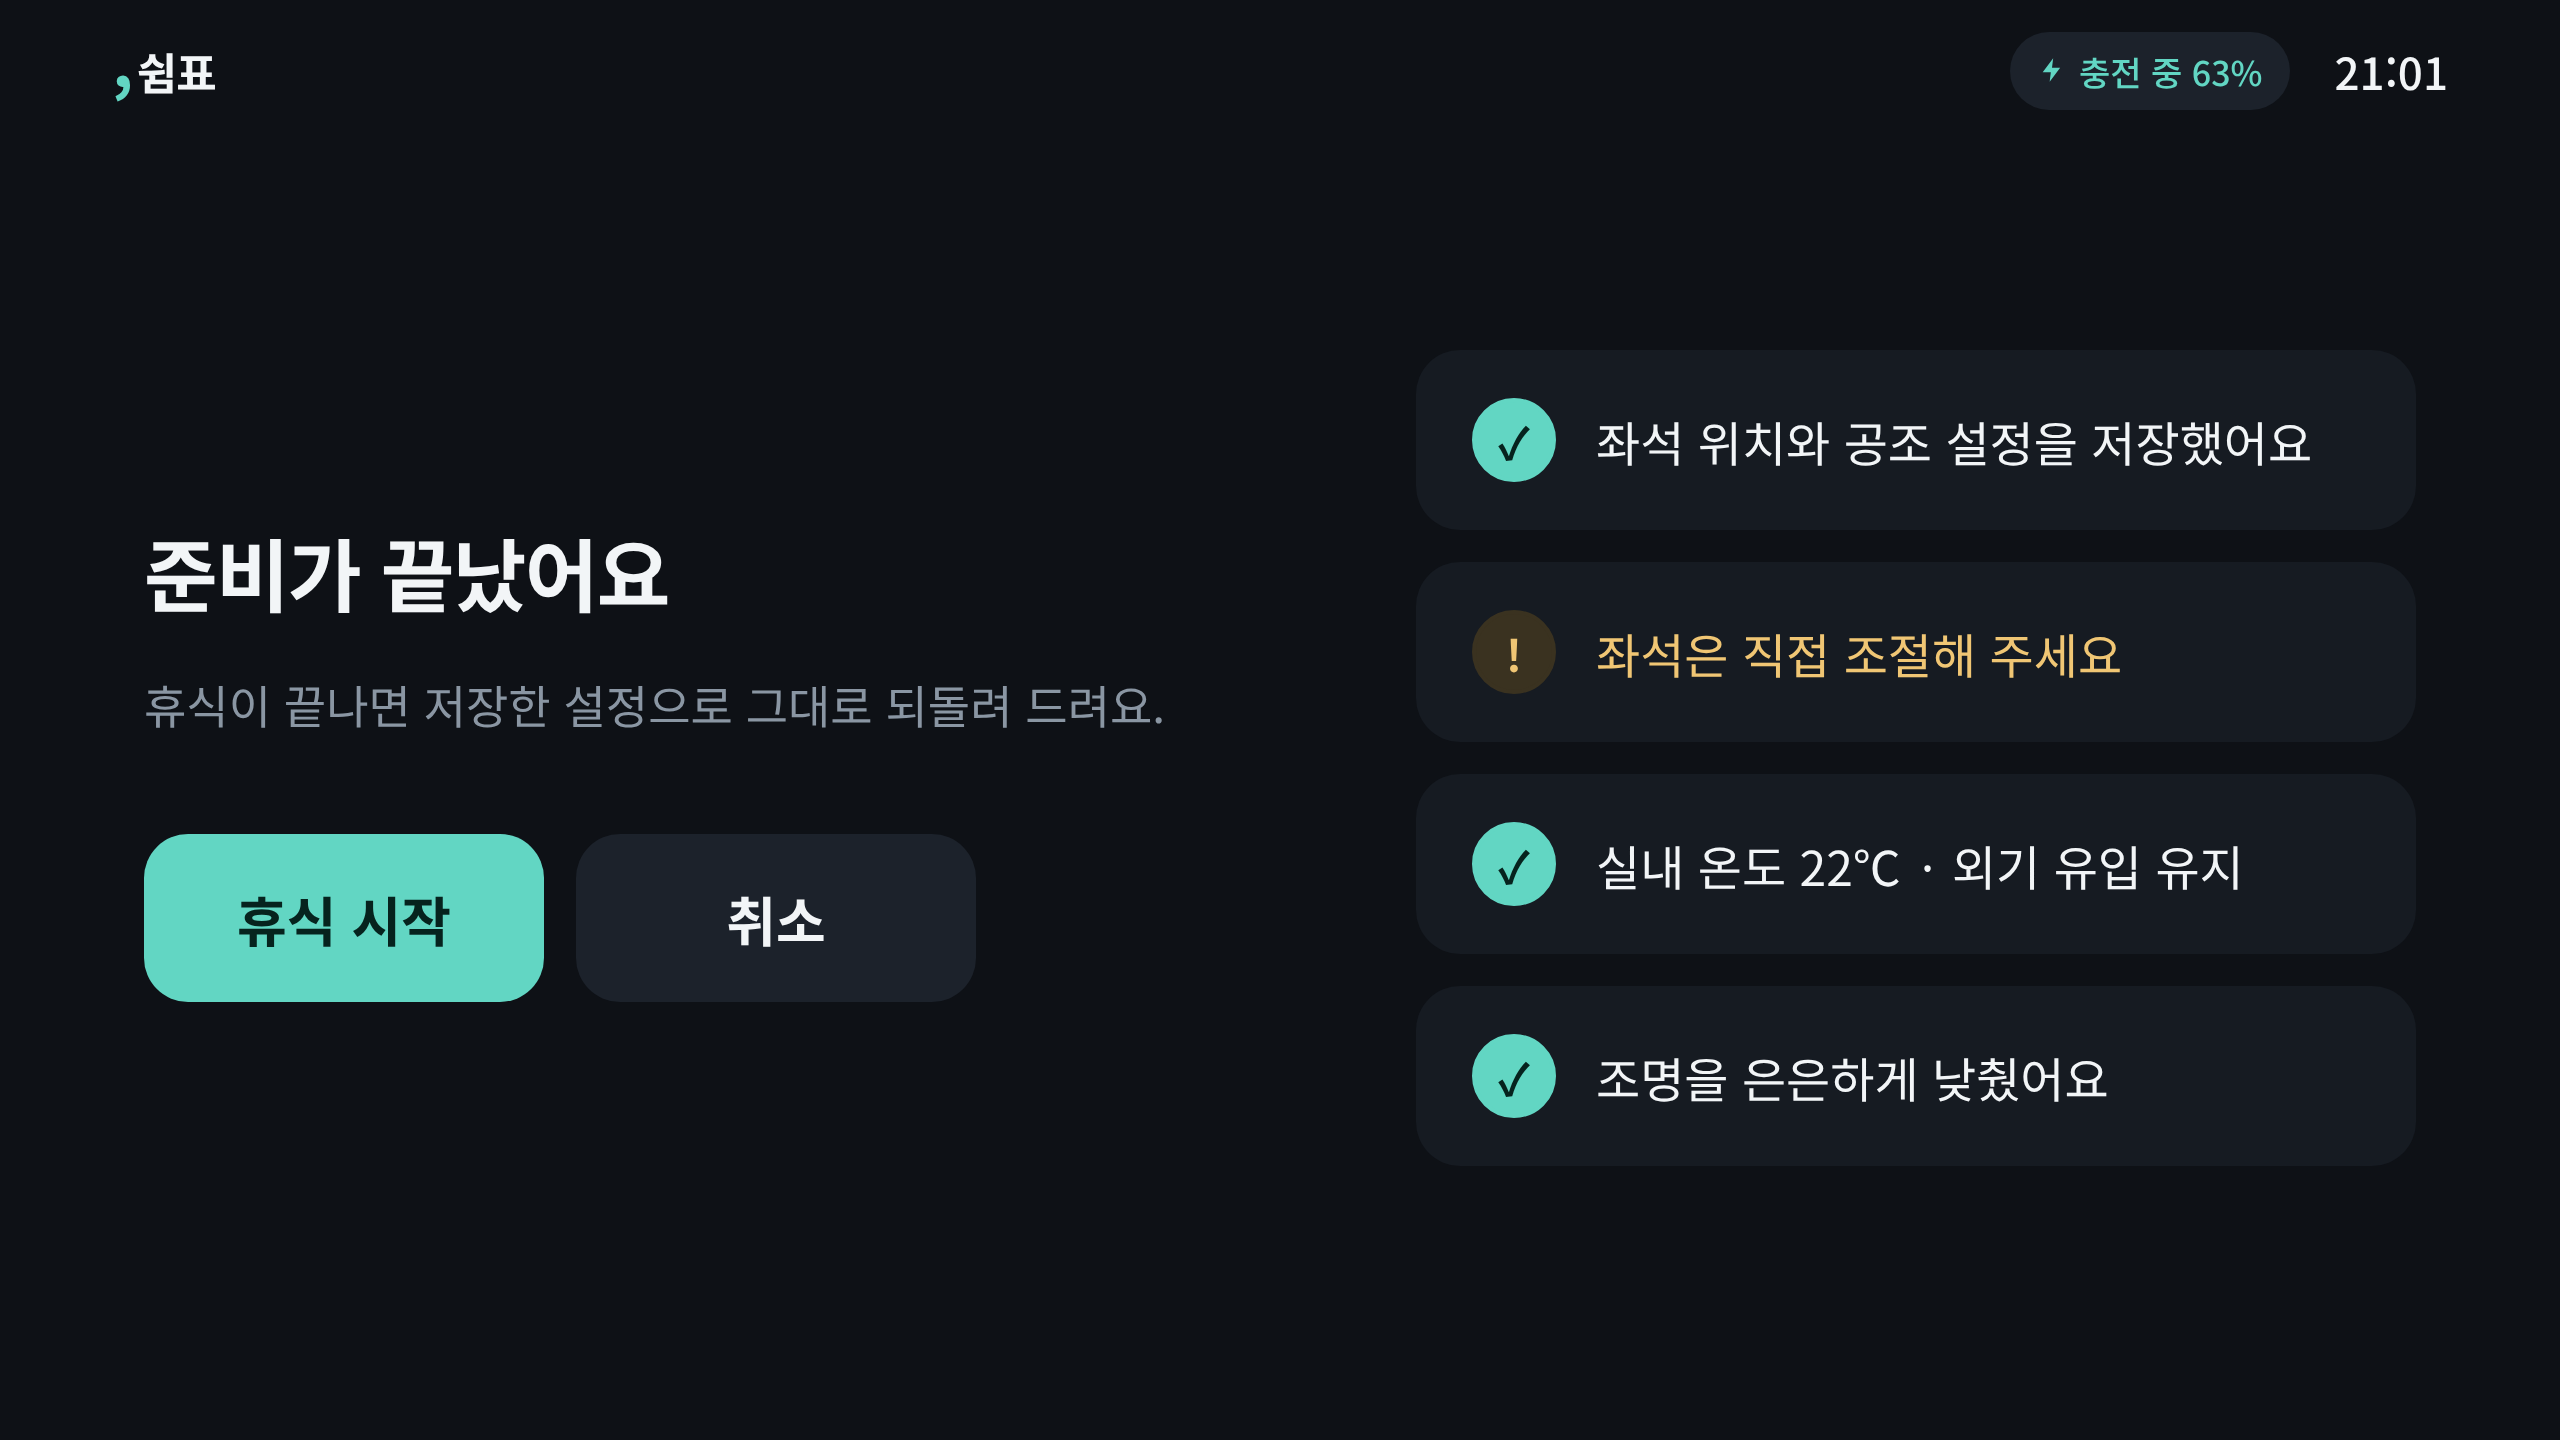 ,쉼표
충전 중 63%
21:01
준비가 끝났어요
휴식이 끝나면 저장한 설정으로 그대로 되돌려 드려요.
휴식 시작
취소
✓ 좌석 위치와 공조 설정을 저장했어요
! 좌석은 직접 조절해 주세요
✓ 실내 온도 22°C · 외기 유입 유지
✓ 조명을 은은하게 낮췄어요